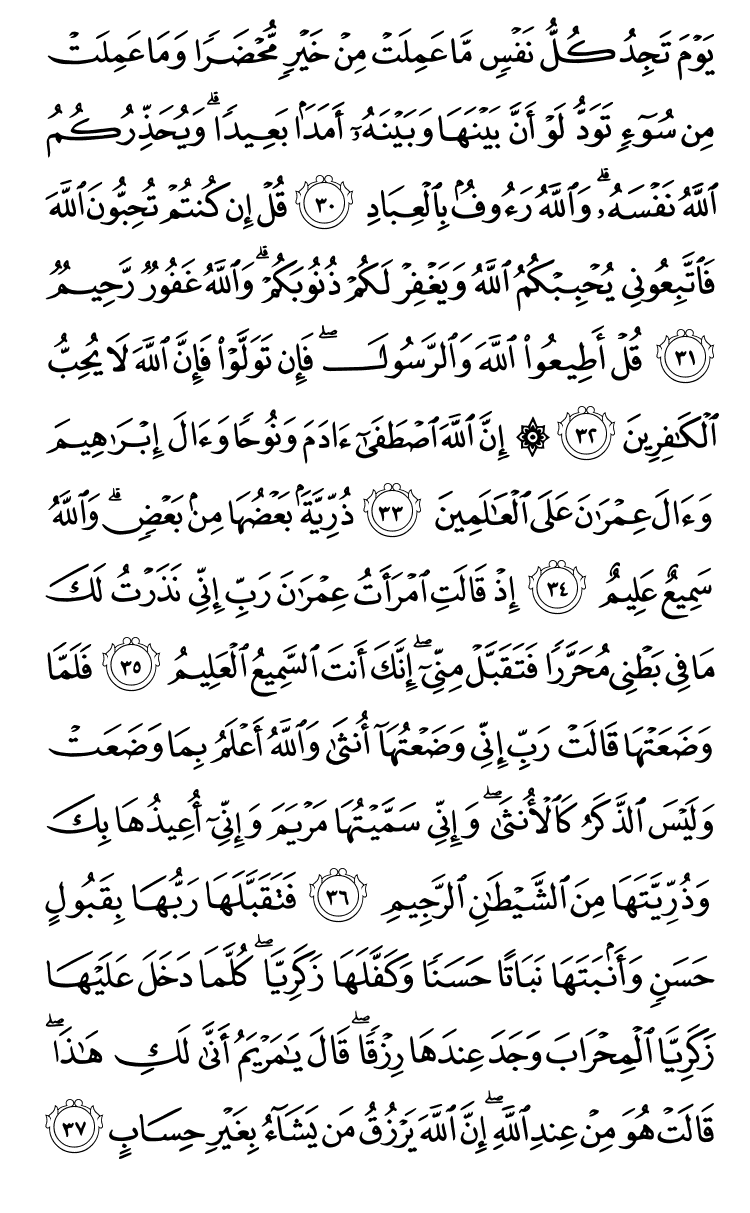 يَوْمَ تَجِدُ كُلُّ نَفْسٍ مَّا عَمِلَتْ مِنْ خَيْرٍ مُّحْضَرًا وَمَا عَمِلَتْ
مِن سُوٓءٍ تَوَدُّ لَوْ أَنَّ بَيْنَهَا وَبَيْنَهُۥٓ أَمَدَۢا بَعِيدًا ۗ وَيُحَذِّرُكُمُ
ٱللَّهُ نَفْسَهُۥ ۗ وَٱللَّهُ رَءُوفُۢ بِٱلْعِبَادِ ٣٠ قُلْ إِن كُنتُمْ تُحِبُّونَ ٱللَّهَ
فَٱتَّبِعُونِى يُحْبِبْكُمُ ٱللَّهُ وَيَغْفِرْ لَكُمْ ذُنُوبَكُمْ ۗ وَٱللَّهُ غَفُورٌ رَّحِيمٌ
٣١ قُلْ أَطِيعُوا۟ ٱللَّهَ وَٱلرَّسُولَ ۖ فَإِن تَوَلَّوْا۟ فَإِنَّ ٱللَّهَ لَا يُحِبُّ
ٱلْكَـٰفِرِينَ ٣٢ ۞ إِنَّ ٱللَّهَ ٱصْطَفَىٰٓ ءَادَمَ وَنُوحًا وَءَالَ إِبْرَٰهِيمَ
وَءَالَ عِمْرَٰنَ عَلَى ٱلْعَـٰلَمِينَ ٣٣ ذُرِّيَّةَۢ بَعْضُهَا مِنۢ بَعْضٍ ۗ وَٱللَّهُ
سَمِيعٌ عَلِيمٌ ٣٤ إِذْ قَالَتِ ٱمْرَأَتُ عِمْرَٰنَ رَبِّ إِنِّى نَذَرْتُ لَكَ
مَا فِى بَطْنِى مُحَرَّرًا فَتَقَبَّلْ مِنِّىٓ ۖ إِنَّكَ أَنتَ ٱلسَّمِيعُ ٱلْعَلِيمُ ٣٥ فَلَمَّا
وَضَعَتْهَا قَالَتْ رَبِّ إِنِّى وَضَعْتُهَآ أُنثَىٰ وَٱللَّهُ أَعْلَمُ بِمَا وَضَعَتْ
وَلَيْسَ ٱلذَّكَرُ كَٱلْأُنثَىٰ ۖ وَإِنِّى سَمَّيْتُهَا مَرْيَمَ وَإِنِّىٓ أُعِيذُهَا بِكَ
وَذُرِّيَّتَهَا مِنَ ٱلشَّيْطَـٰنِ ٱلرَّجِيمِ ٣٦ فَتَقَبَّلَهَا رَبُّهَا بِقَبُولٍ
حَسَنٍ وَأَنۢبَتَهَا نَبَاتًا حَسَنًا وَكَفَّلَهَا زَكَرِيَّا ۖ كُلَّمَا دَخَلَ عَلَيْهَا
زَكَرِيَّا ٱلْمِحْرَابَ وَجَدَ عِندَهَا رِزْقًا ۖ قَالَ يَـٰمَرْيَمُ أَنَّىٰ لَكِ هَـٰذَا ۖ
قَالَتْ هُوَ مِنْ عِندِ ٱللَّهِ ۖ إِنَّ ٱللَّهَ يَرْزُقُ مَن يَشَآءُ بِغَيْرِ حِسَابٍ ٣٧